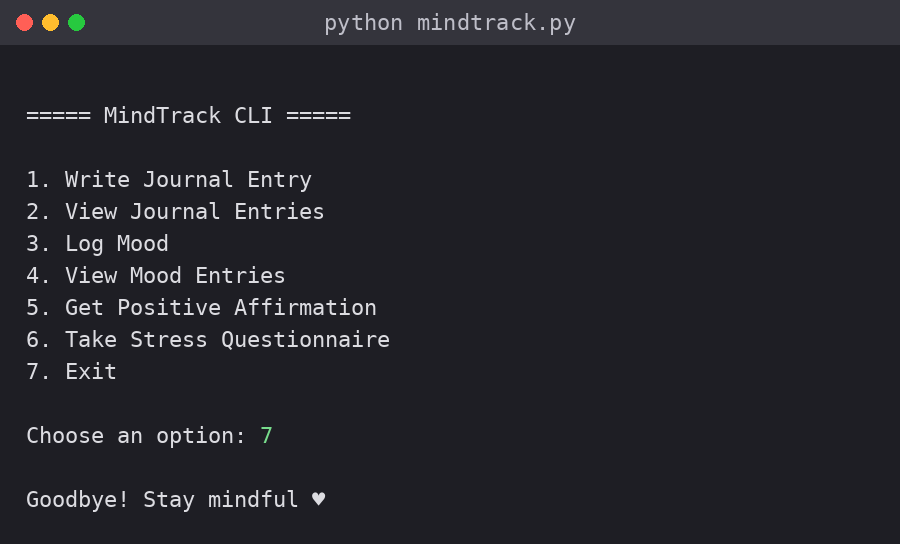 python mindtrack.py
===== MindTrack CLI =====
1. Write Journal Entry
2. View Journal Entries
3. Log Mood
4. View Mood Entries
5. Get Positive Affirmation
6. Take Stress Questionnaire
7. Exit
Choose an option: 7
Goodbye! Stay mindful ♥